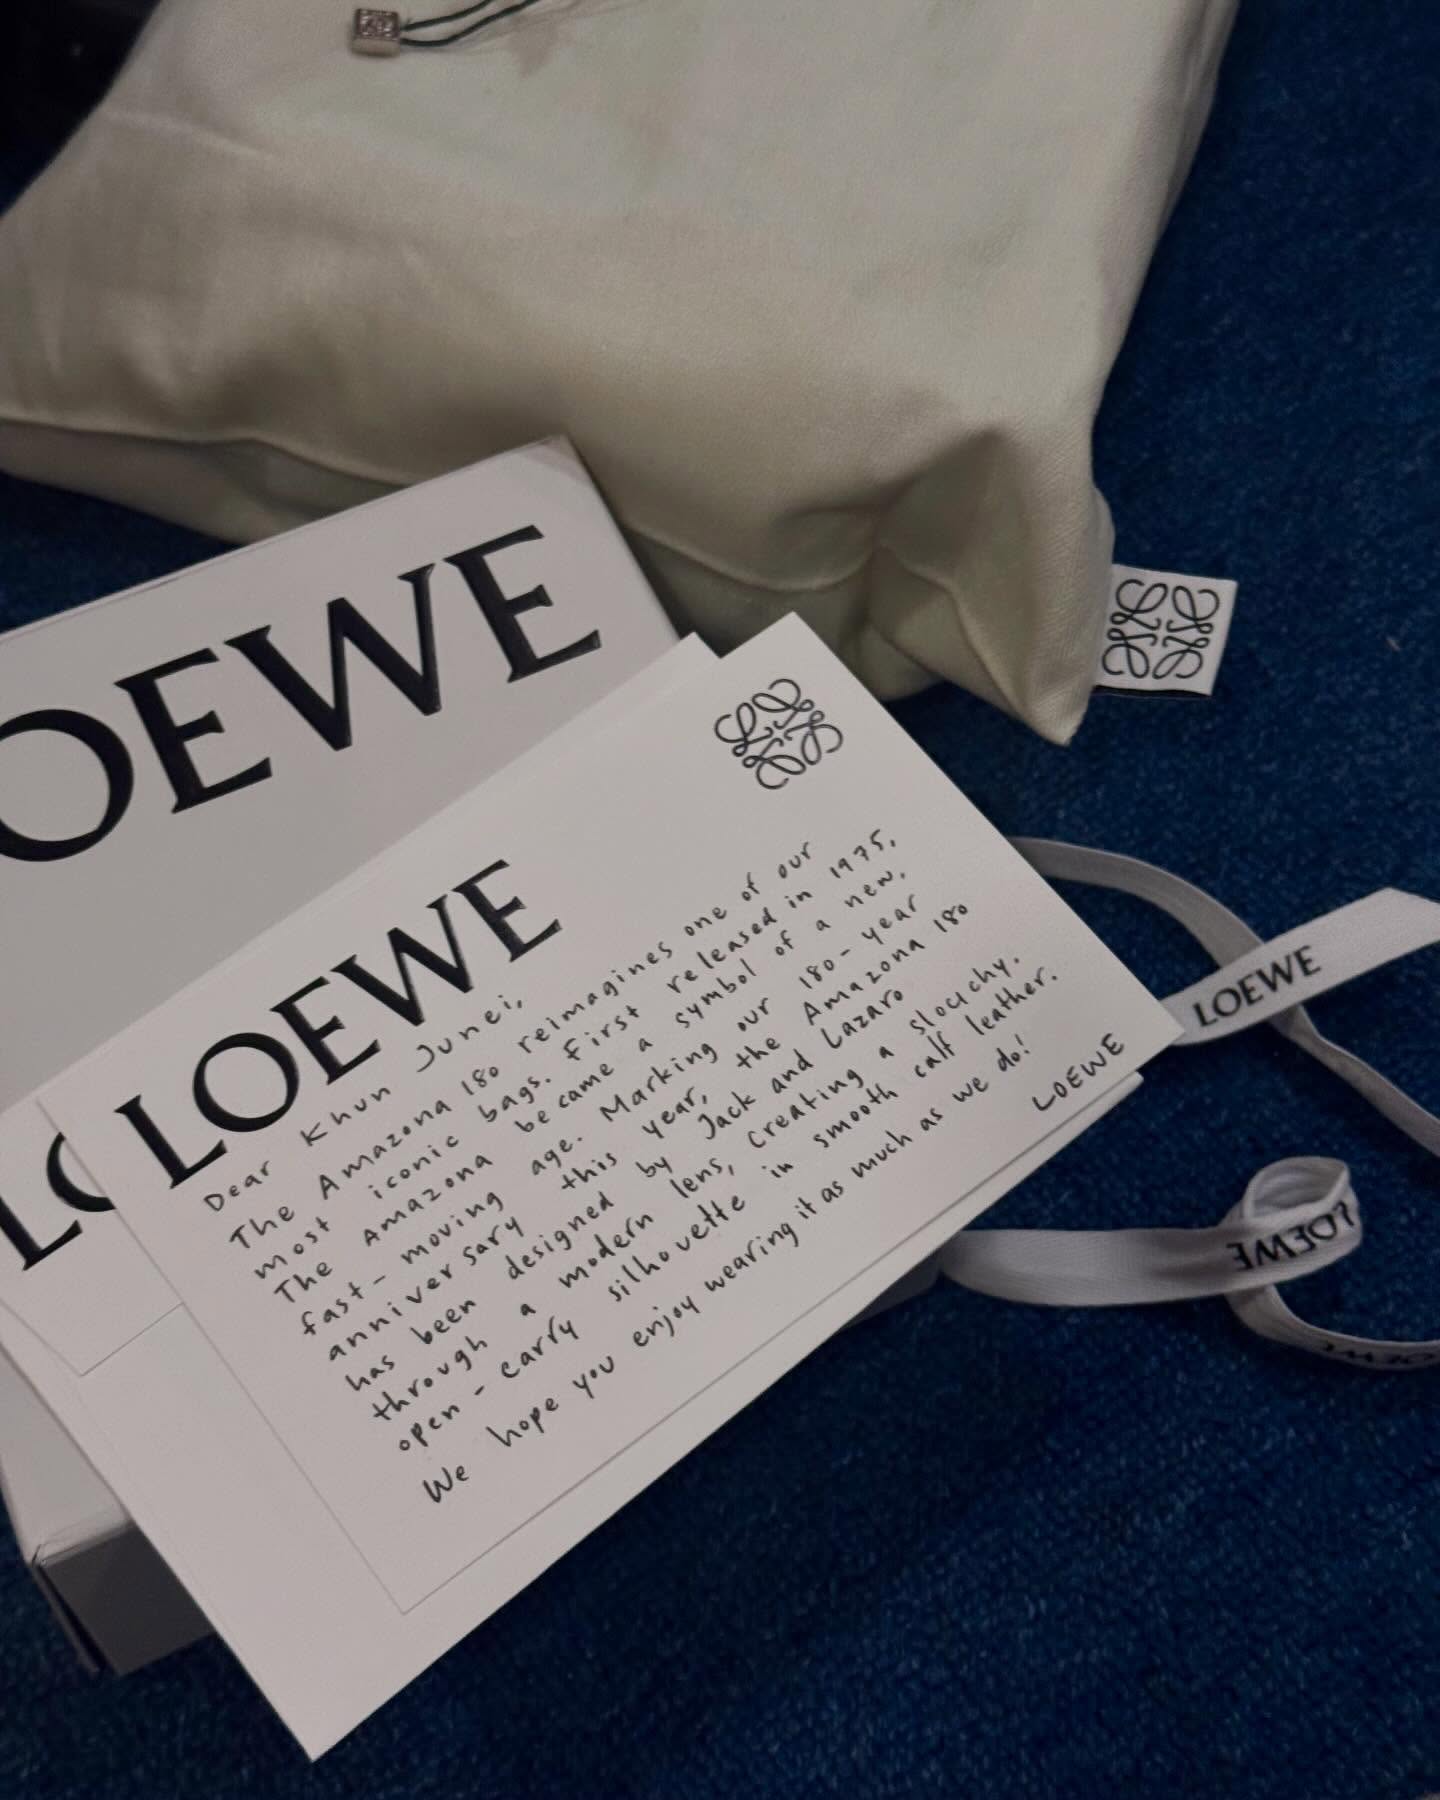 OEWE
LO
LOEWE
Dear Khun Junei,
The Amazona 180 reimagines one of our
most iconic bags. First released in 1975,
The Amazona became a symbol of a new,
fast-moving age. Marking our 180-year
anniversary this year, the Amazona 180
has been designed by Jack and Lazaro
through a modern lens, creating a slouchy.
open-carry silhouette in smooth calf leather.
We hope you enjoy wearing it as much as we do!
LOEWE
LOEWE
LOEWE
LOEWE